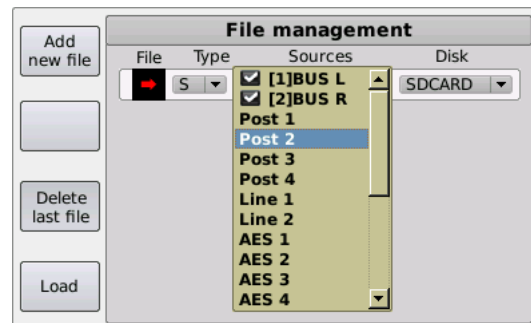 File management
Add
new file
File Type Sources Disk
S
[1]BUS L
[2]BUS R
SDCARD
Post 1
Post 2
Post 3
Post 4
Line 1
Line 2
AES 1
AES 2
AES 3
AES 4
Delete
last file
Load